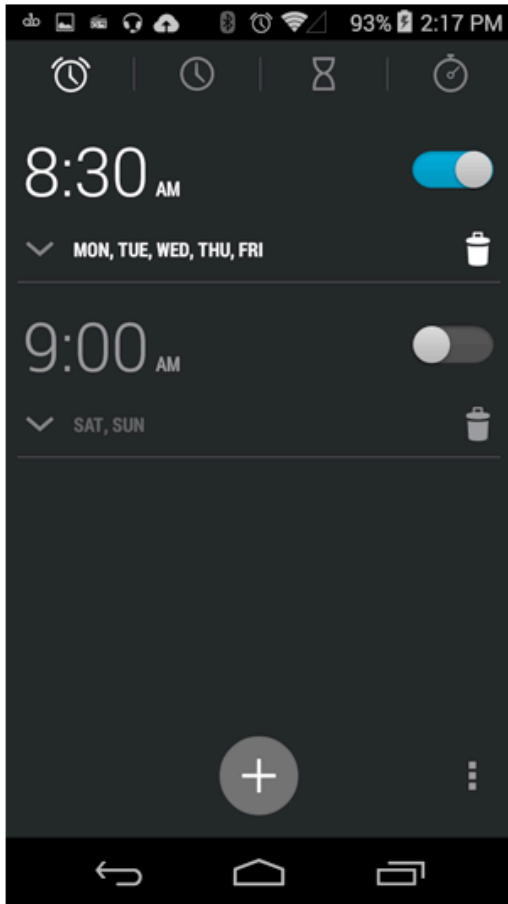 93% 2:17 PM
8:30 AM
MON, TUE, WED, THU, FRI
9:00 AM
SAT, SUN